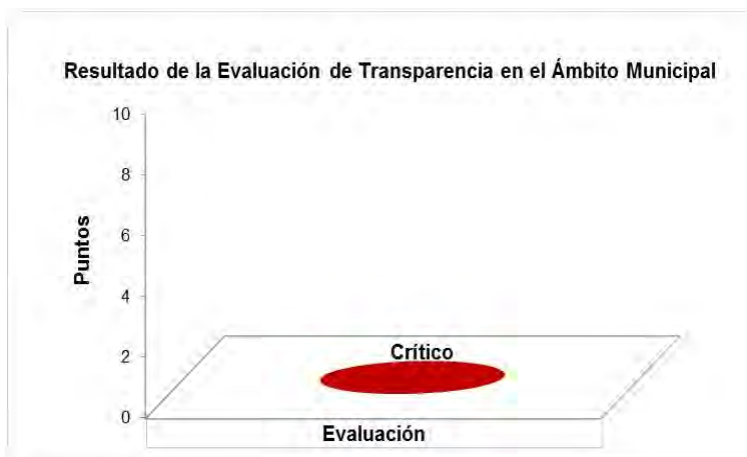 Resultado de la Evaluación de Transparencia en el Ámbito Municipal
10
8
6
4
2
0
Puntos
Crítico
Evaluación